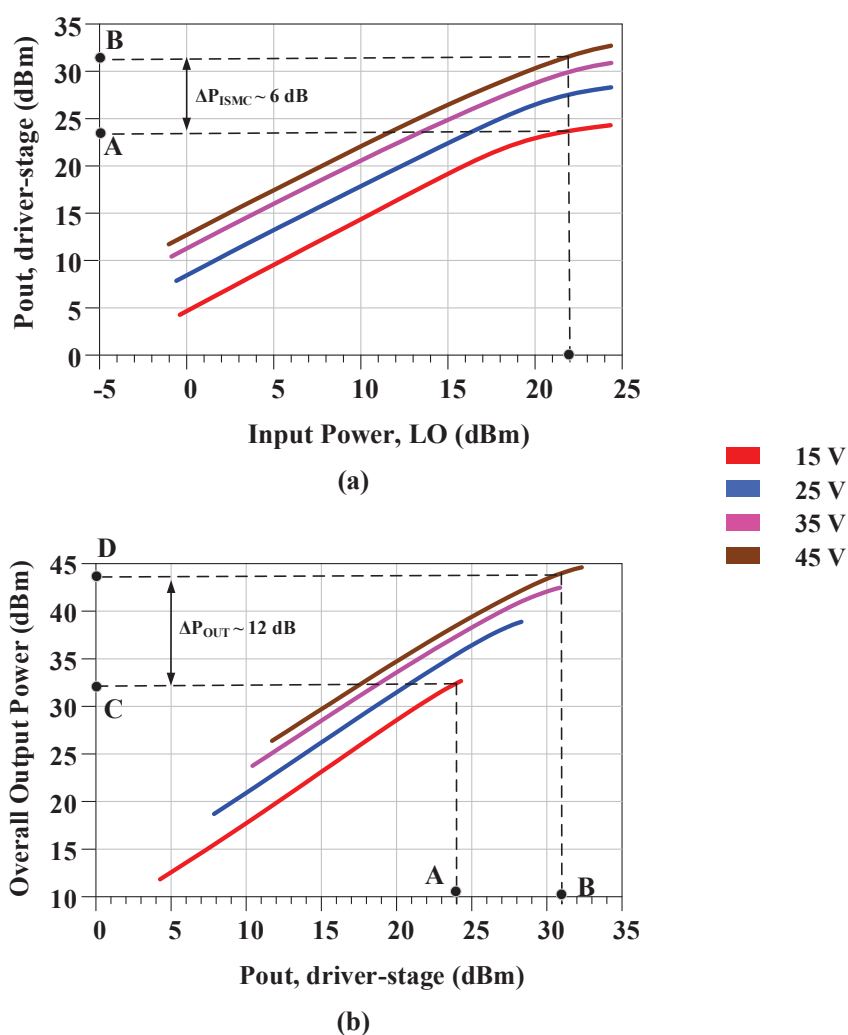 35
30
25
20
15
10
5
0
B
A
ΔP_ISMC ~ 6 dB
Pout, driver-stage (dBm)
-5
0
5
10
15
20
25
Input Power, LO (dBm)
(a)
15 V
25 V
35 V
45 V
45
40
35
30
25
20
15
10
D
C
ΔP_OUT ~ 12 dB
A
B
Overall Output Power (dBm)
0
5
10
15
20
25
30
35
Pout, driver-stage (dBm)
(b)